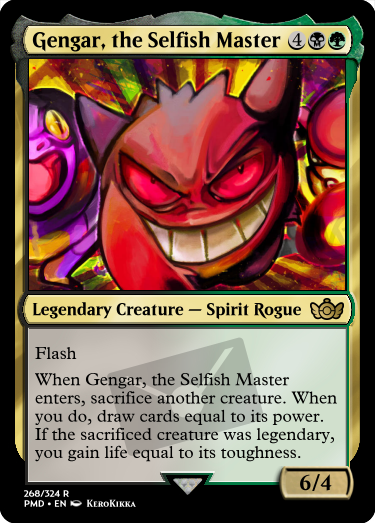 Gengar, the Selfish Master 4
Legendary Creature — Spirit Rogue
Flash
When Gengar, the Selfish Master
enters, sacrifice another creature. When
you do, draw cards equal to its power.
If the sacrificed creature was legendary,
you gain life equal to its toughness.
6/4
268/324 R
PMD • EN KeroKikka